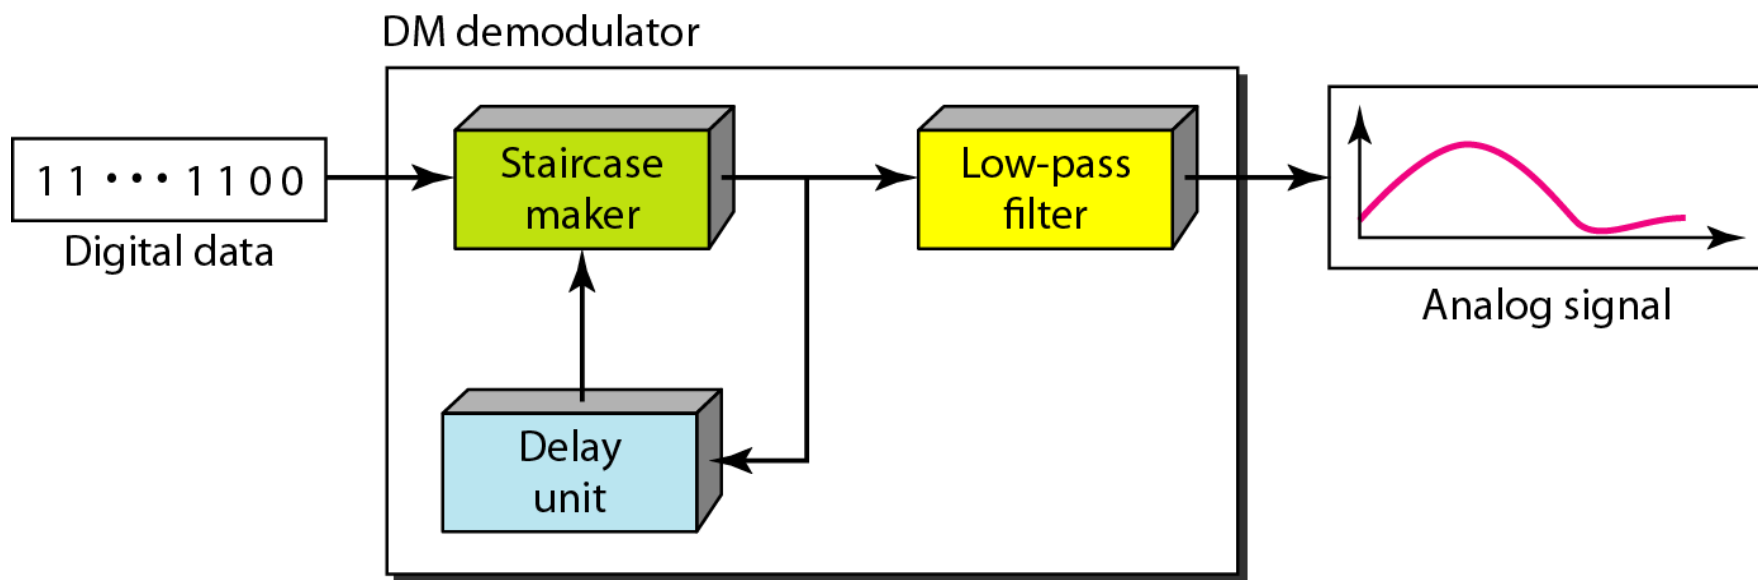 DM demodulator
1 1 • • • 1 1 0 0
Digital data
Staircase
maker
Low-pass
filter
Analog signal
Delay
unit